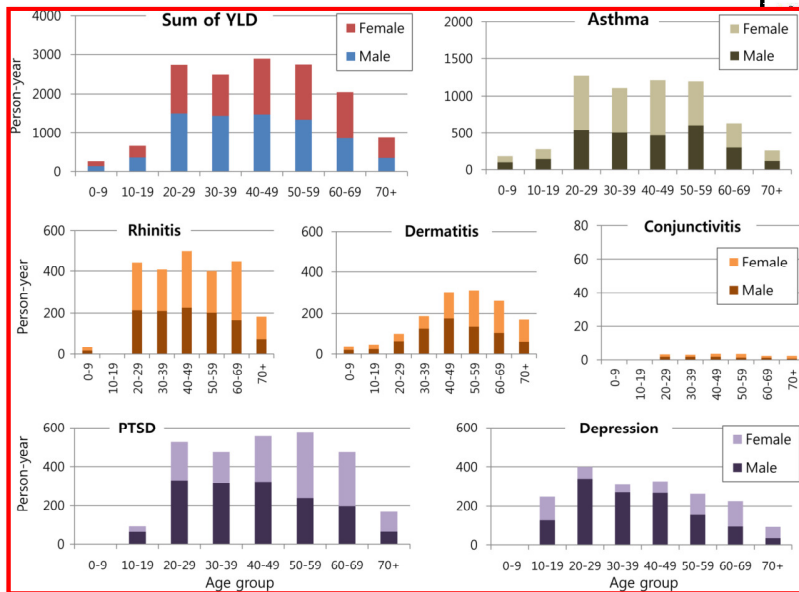 Sum of YLD
Person-year
4000
3000
2000
1000
0
Female
Male
0-9 10-19 20-29 30-39 40-49 50-59 60-69 70+
Asthma
2000
1500
1000
500
0
Female
Male
0-9 10-19 20-29 30-39 40-49 50-59 60-69 70+
Rhinitis
Person-year
600
400
200
0
0-9 10-19 20-29 30-39 40-49 50-59 60-69 70+
Dermatitis
600
400
200
0
0-9 10-19 20-29 30-39 40-49 50-59 60-69 70+
Conjunctivitis
80
60
40
20
0
Female
Male
0-9 10-19 20-29 30-39 40-49 50-59 60-69 70+
PTSD
Person-year
600
400
200
0
0-9 10-19 20-29 30-39 40-49 50-59 60-69 70+
Age group
Depression
600
400
200
0
Female
Male
0-9 10-19 20-29 30-39 40-49 50-59 60-69 70+
Age group